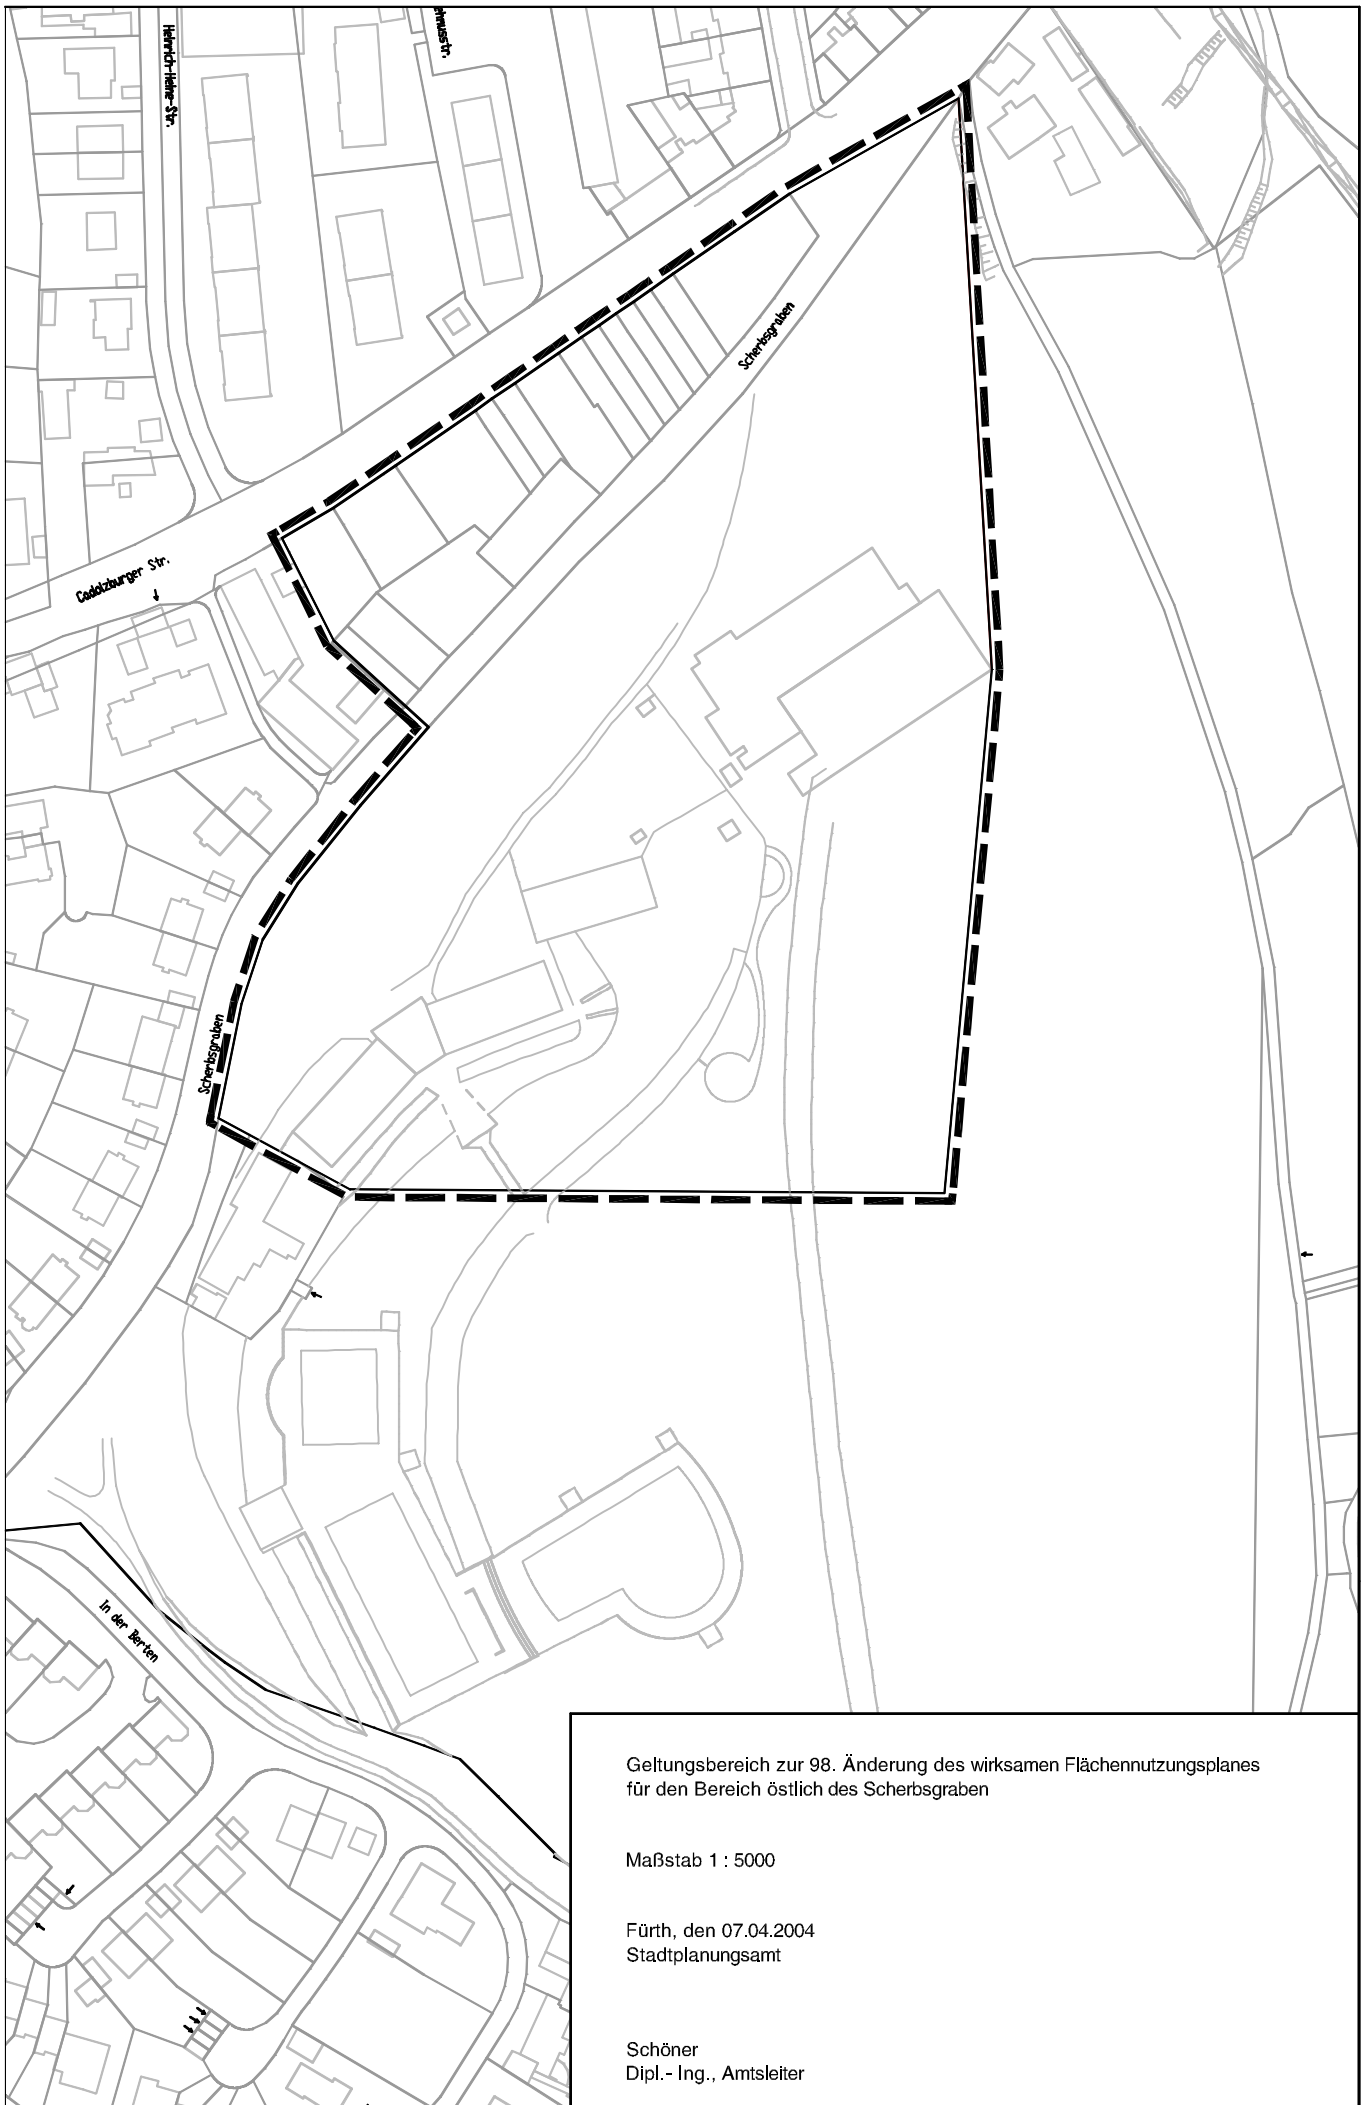 Heinrich-Heine-Str.
Scherbsgraben
Cadolzburger Str.
Scherbsgraben
In der Berten
Geltungsbereich zur 98. Änderung des wirksamen Flächennutzungsplanes
für den Bereich östlich des Scherbsgraben
Maßstab 1 : 5000
Fürth, den 07.04.2004
Stadtplanungsamt
Schöner
Dipl.- Ing., Amtsleiter